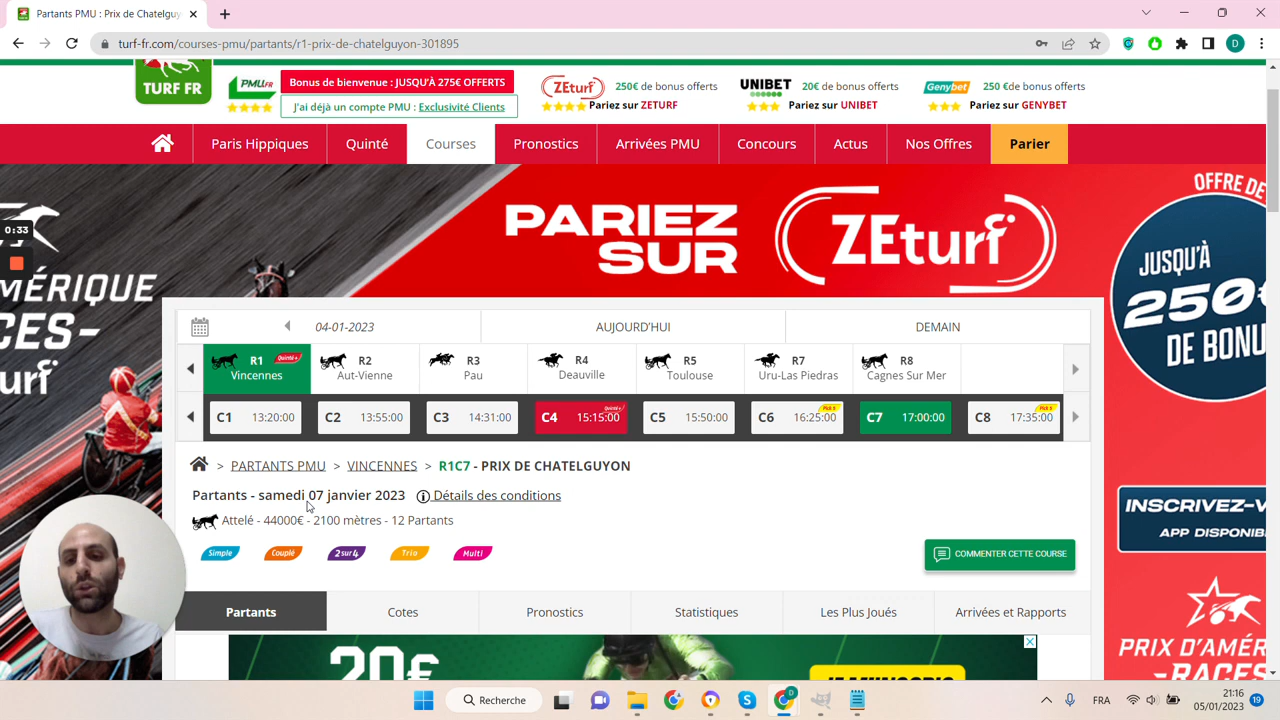 Partants PMU : Prix de Chatelguyo
turf-fr.com/courses-pmu/partants/r1-prix-de-chatelguyon-301895
D
TURF FR
PMU.FR
Bonus de bienvenue : JUSQU'À 275€ OFFERTS
J'ai déjà un compte PMU : Exclusivité Clients
ZEturf 250€ de bonus offerts
Pariez sur ZETURF
UNIBET 20€ de bonus offerts
Pariez sur UNIBET
Genybet 250 €de bonus offerts
Pariez sur GENYBET
Paris Hippiques Quinté Courses Pronostics Arrivées PMU Concours Actus Nos Offres Parier
PARIEZ SUR
ZEturf
OFFRE DE
JUSQU'À
250€
DE BONU
0:33
MÉRIQUE
CES-
turf
04-01-2023 AUJOURD'HUI DEMAIN
R1 Quinté+ Vincennes
R2 Aut-Vienne
R3 Pau
R4 Deauville
R5 Toulouse
R7 Uru-Las Piedras
R8 Cagnes Sur Mer
C1 13:20:00
C2 13:55:00
C3 14:31:00
C4 15:15:00 Quinté+
C5 15:50:00
C6 16:25:00 PICK 5
C7 17:00:00
C8 17:35:00 PICK 5
> PARTANTS PMU > VINCENNES > R1C7 - PRIX DE CHATELGUYON
Partants - samedi 07 janvier 2023 Détails des conditions
Attelé - 44000€ - 2100 mètres - 12 Partants
Simple Couplé 2sur4 Trio Multi
COMMENTER CETTE COURSE
INSCRIVEZ-V
APP DISPONIB
Partants Cotes Pronostics Statistiques Les Plus Joués Arrivées et Rapports
20€
JE M'INSCRIS
PRIX D'AMÉR
RACES
Recherche
FRA
21:16
05/01/2023
19